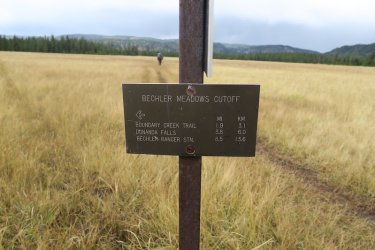 BECHLER MEADOWS CUTOFF
MI KM
BOUNDARY CREEK TRAIL 1.9 3.1
OUNANDA FALLS 3.8 6.0
BECHLER RANGER STN. 8.5 13.6